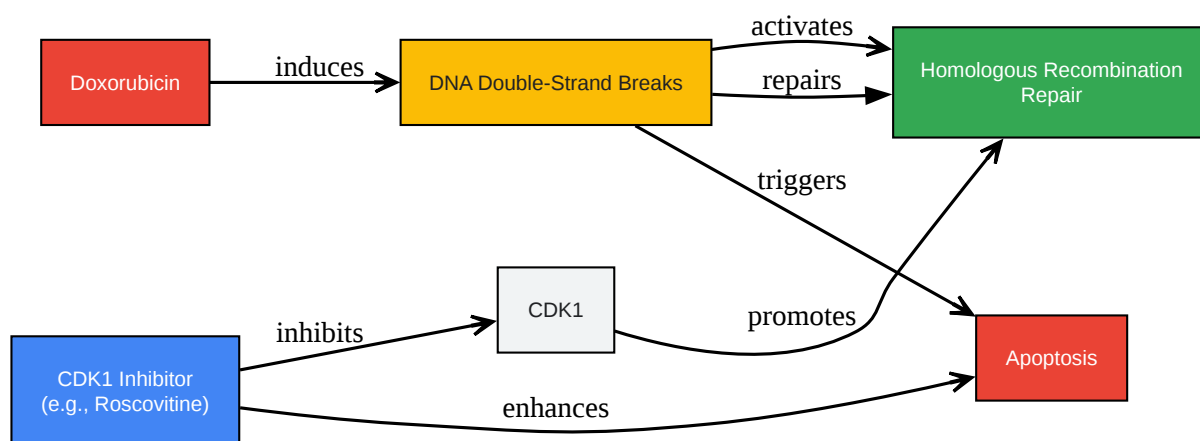 activates
Doxorubicin
induces
DNA Double-Strand Breaks
repairs
Homologous Recombination
Repair
triggers
CDK1
promotes
inhibits
Apoptosis
CDK1 Inhibitor
(e.g., Roscovitine)
enhances